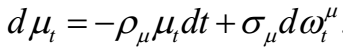 dμ_t = −ρ_μ μ_t dt + σ_μ dω_t^μ